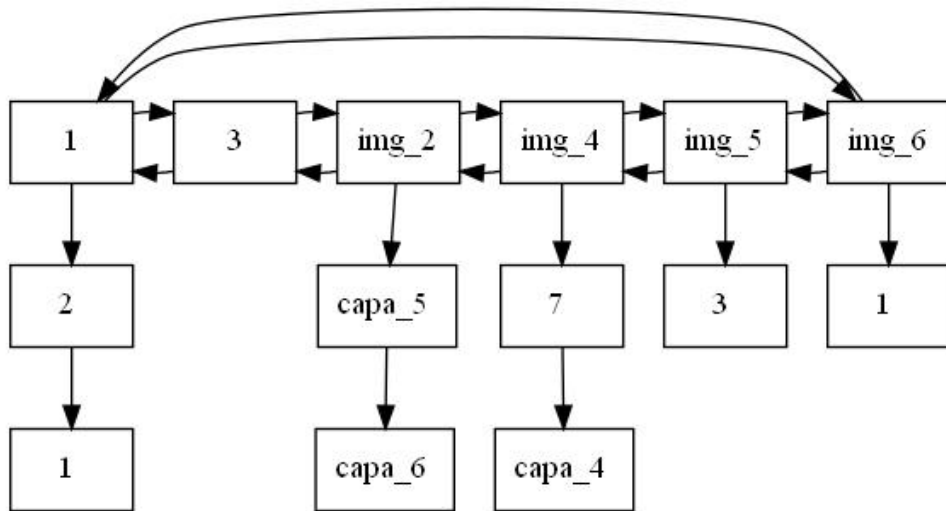 1 3 img_2 img_4 img_5 img_6
2 capa_5 7 3 1
1 capa_6 capa_4